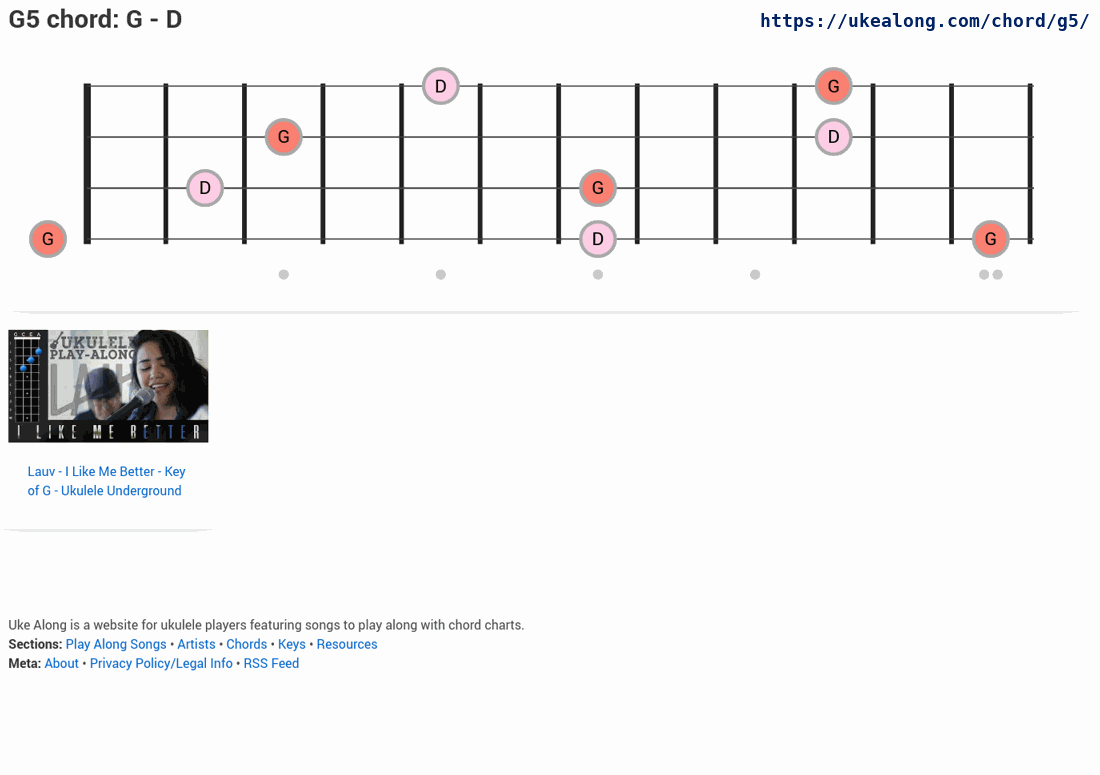 G5 chord: G - D
https://ukealong.com/chord/g5/
D
G
G
D
D
G
G
D
G
G C E A
UKULELE
PLAY-ALONG
I LIKE ME BETTER
Lauv - I Like Me Better - Key
of G - Ukulele Underground
Uke Along is a website for ukulele players featuring songs to play along with chord charts.
Sections: Play Along Songs • Artists • Chords • Keys • Resources
Meta: About • Privacy Policy/Legal Info • RSS Feed